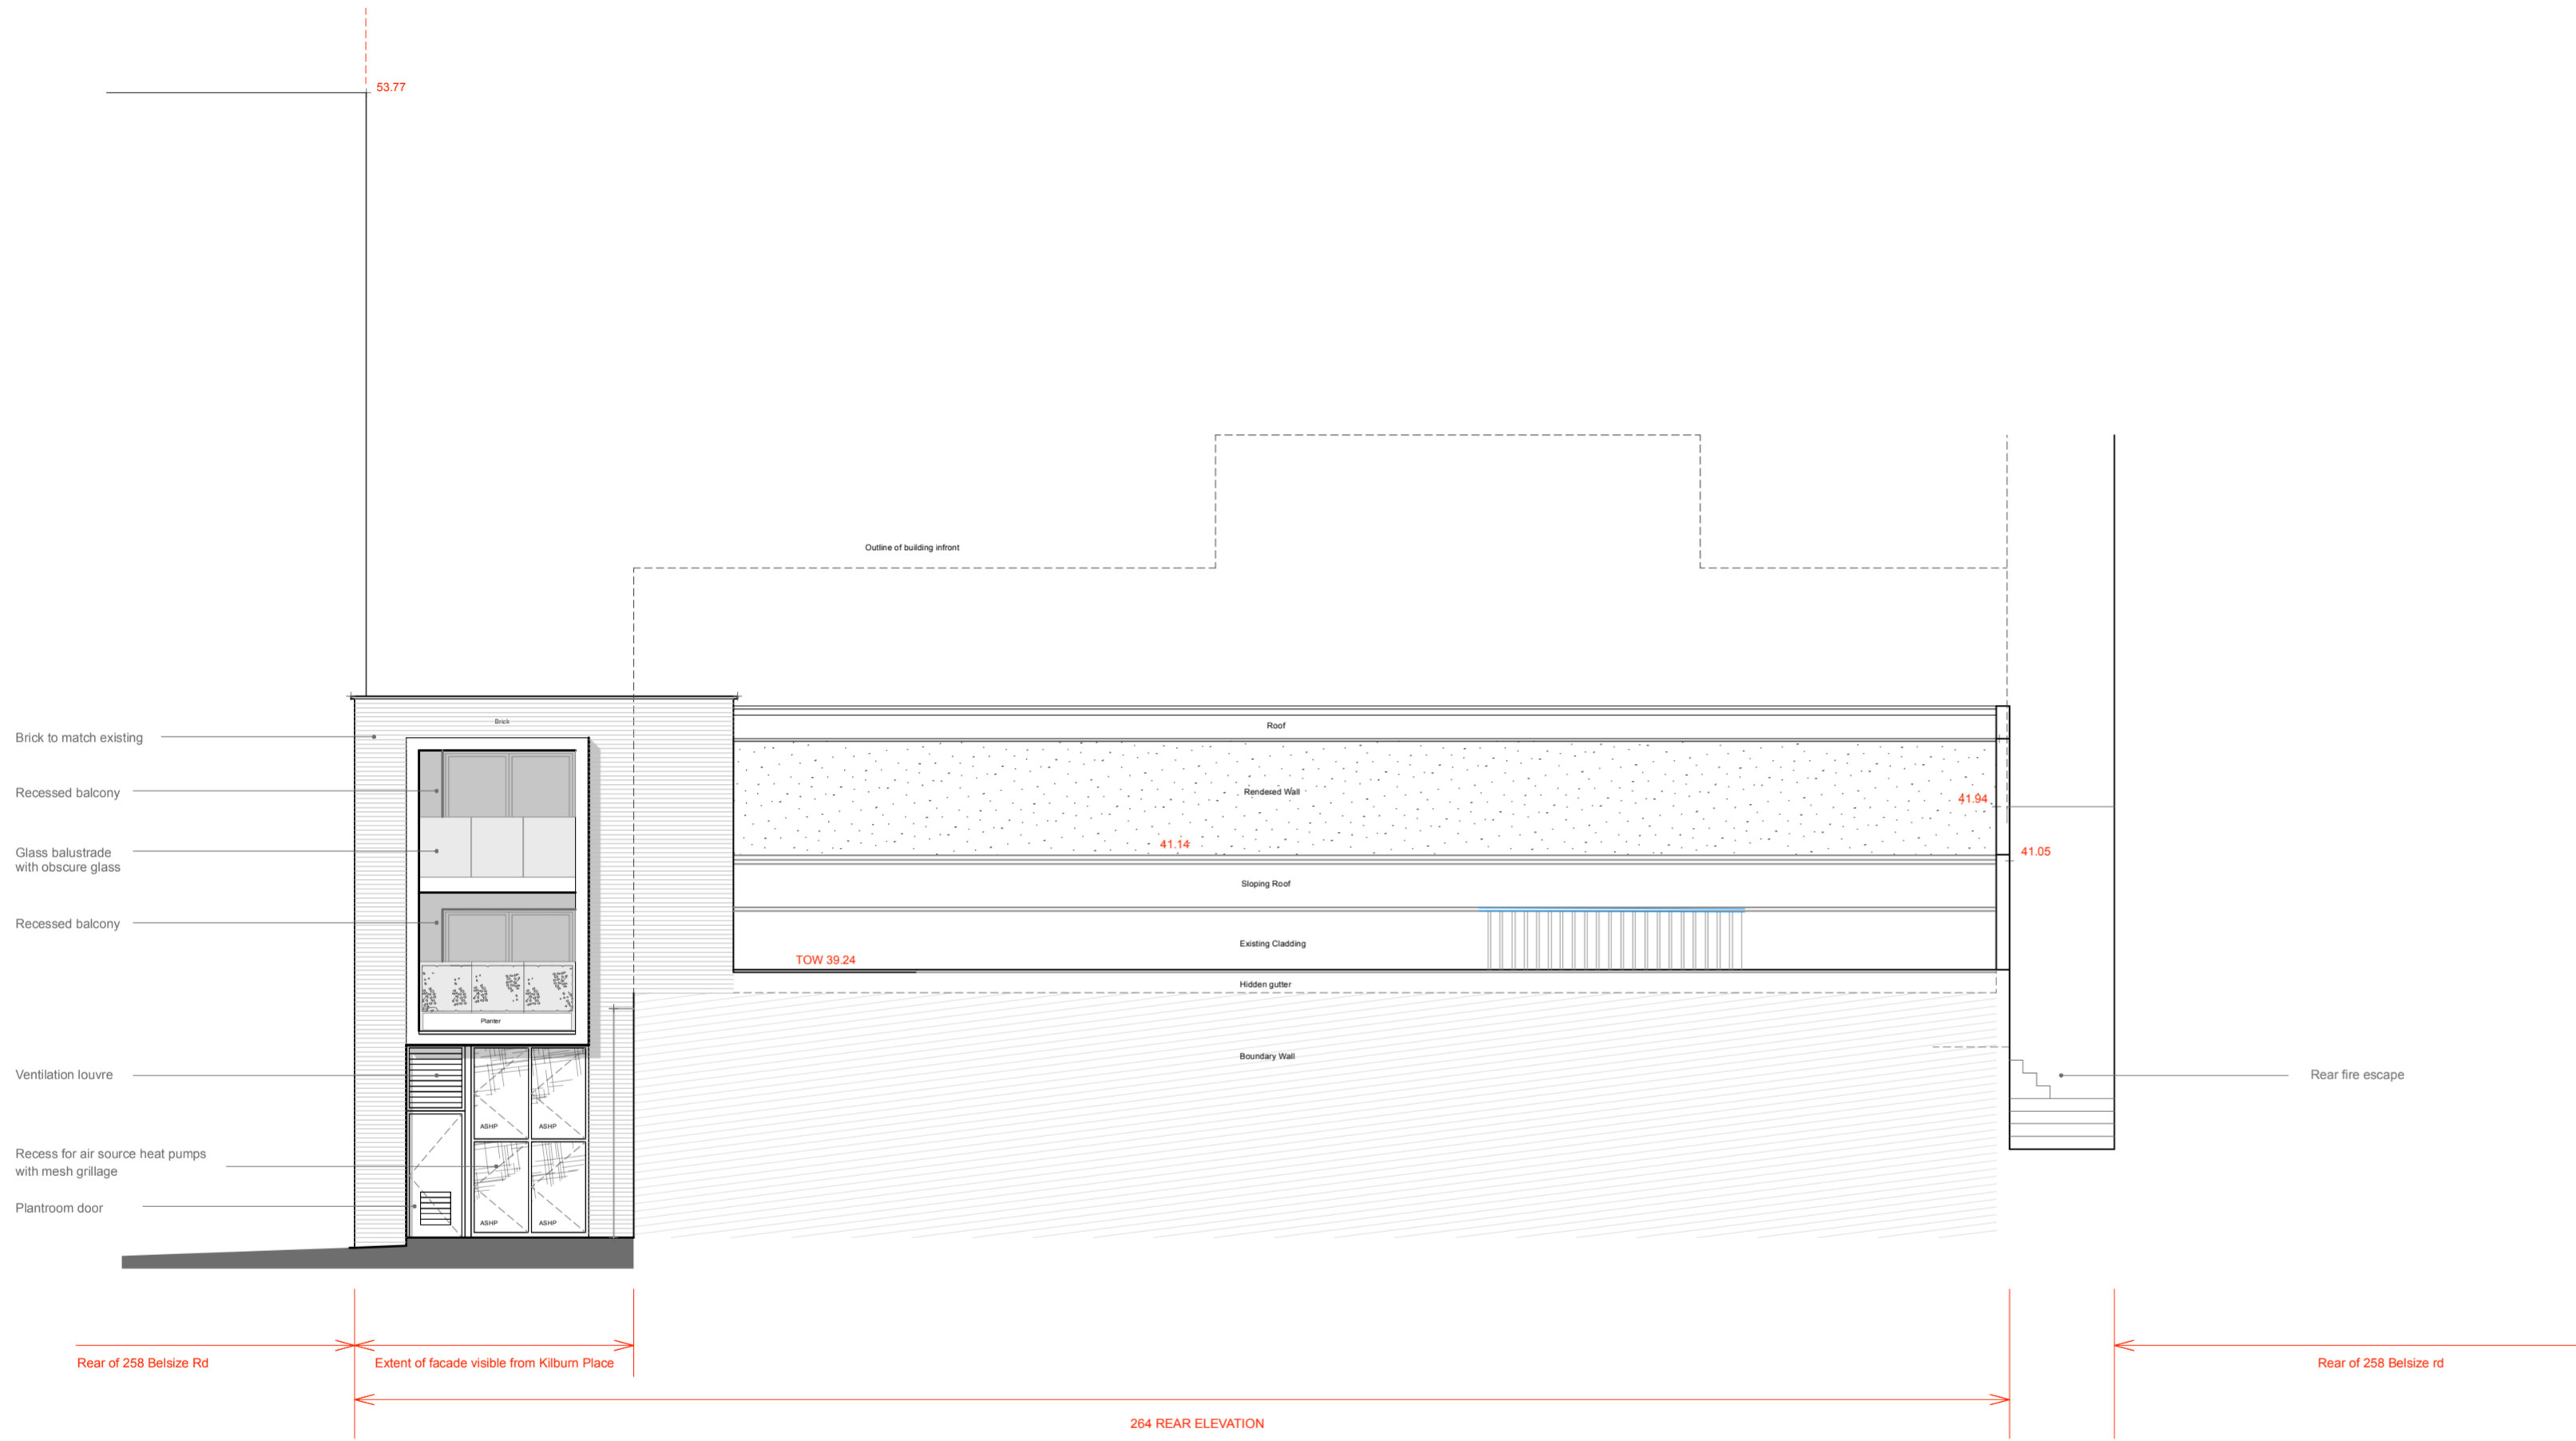 53.77
Outline of building infront
Brick
Brick to match existing
Roof
Recessed balcony
Rendered Wall
41.94
41.14
41.05
Glass balustrade
with obscure glass
Sloping Roof
Recessed balcony
Existing Cladding
TOW 39.24
Hidden gutter
Planter
Boundary Wall
Ventilation louvre
Rear fire escape
ASHP
ASHP
Recess for air source heat pumps
with mesh grillage
Plantroom door
ASHP
ASHP
Rear of 258 Belsize Rd
Extent of facade visible from Kilburn Place
Rear of 258 Belsize rd
264 REAR ELEVATION